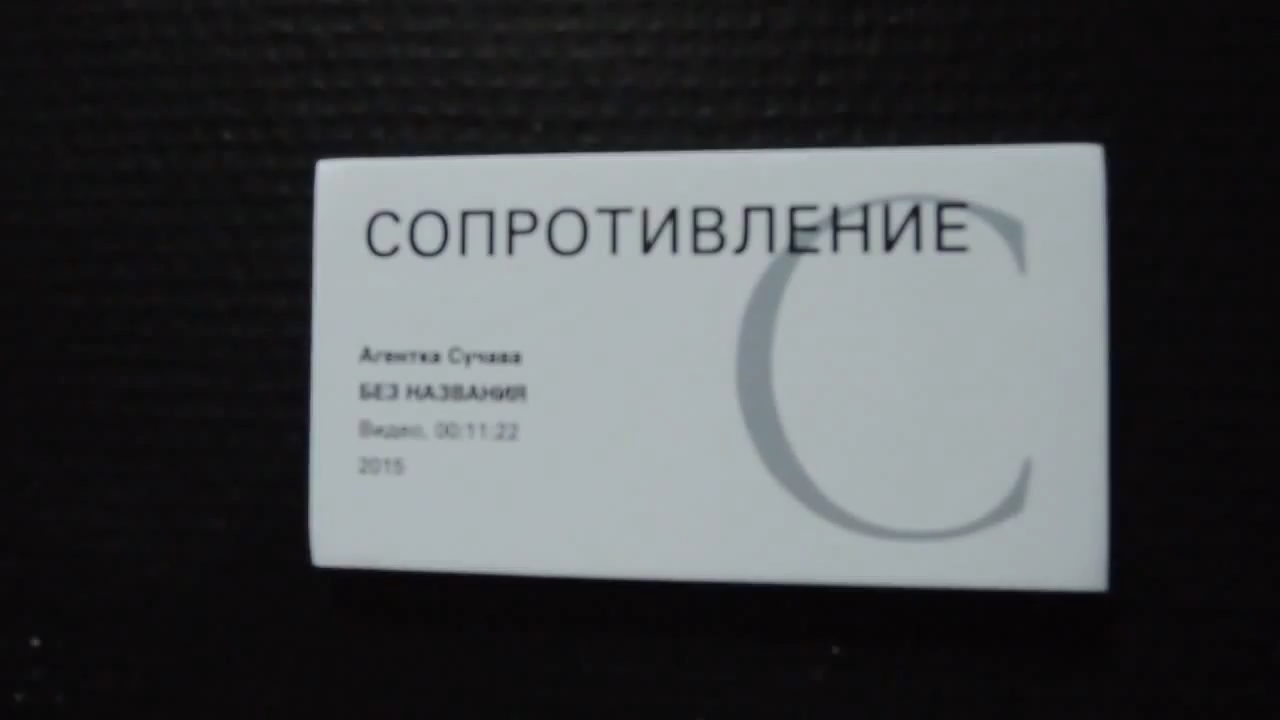 СОПРОТИВЛЕНИЕ
С
Агентка Сучава
БЕЗ НАЗВАНИЯ
Видео, 00:11:22
2015